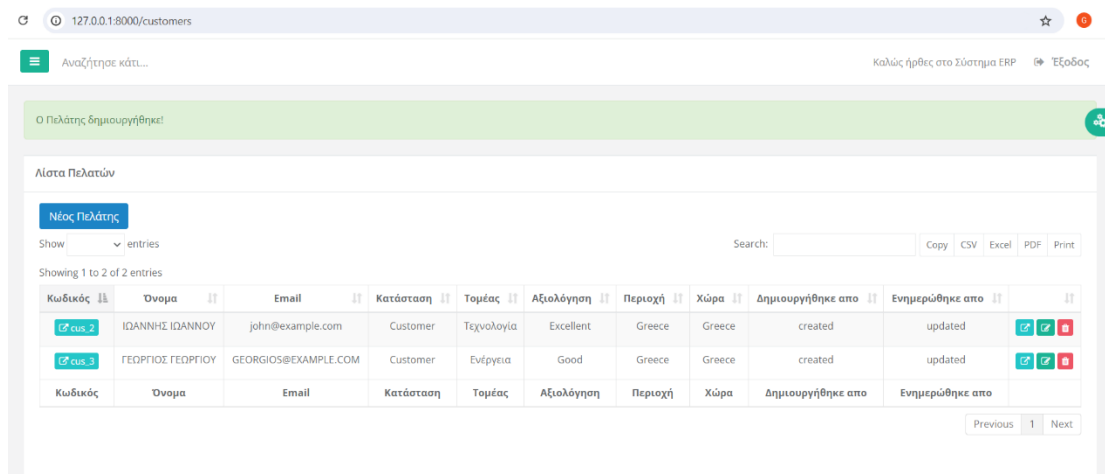 127.0.0.1:8000/customers
G
Αναζήτησε κάτι...
Καλώς ήρθες στο Σύστημα ERP Έξοδος
Ο Πελάτης δημιουργήθηκε!
Λίστα Πελατών
Νέος Πελάτης
Show entries
Search:
Copy CSV Excel PDF Print
Showing 1 to 2 of 2 entries
Κωδικός Όνομα Email Κατάσταση Τομέας Αξιολόγηση Περιοχή Χώρα Δημιουργήθηκε απο Ενημερώθηκε απο
cus_2 ΙΩΑΝΝΗΣ ΙΩΑΝΝΟΥ john@example.com Customer Τεχνολογία Excellent Greece Greece created updated
cus_3 ΓΕΩΡΓΙΟΣ ΓΕΩΡΓΙΟΥ GEORGIOS@EXAMPLE.COM Customer Ενέργεια Good Greece Greece created updated
Κωδικός Όνομα Email Κατάσταση Τομέας Αξιολόγηση Περιοχή Χώρα Δημιουργήθηκε απο Ενημερώθηκε απο
Previous 1 Next